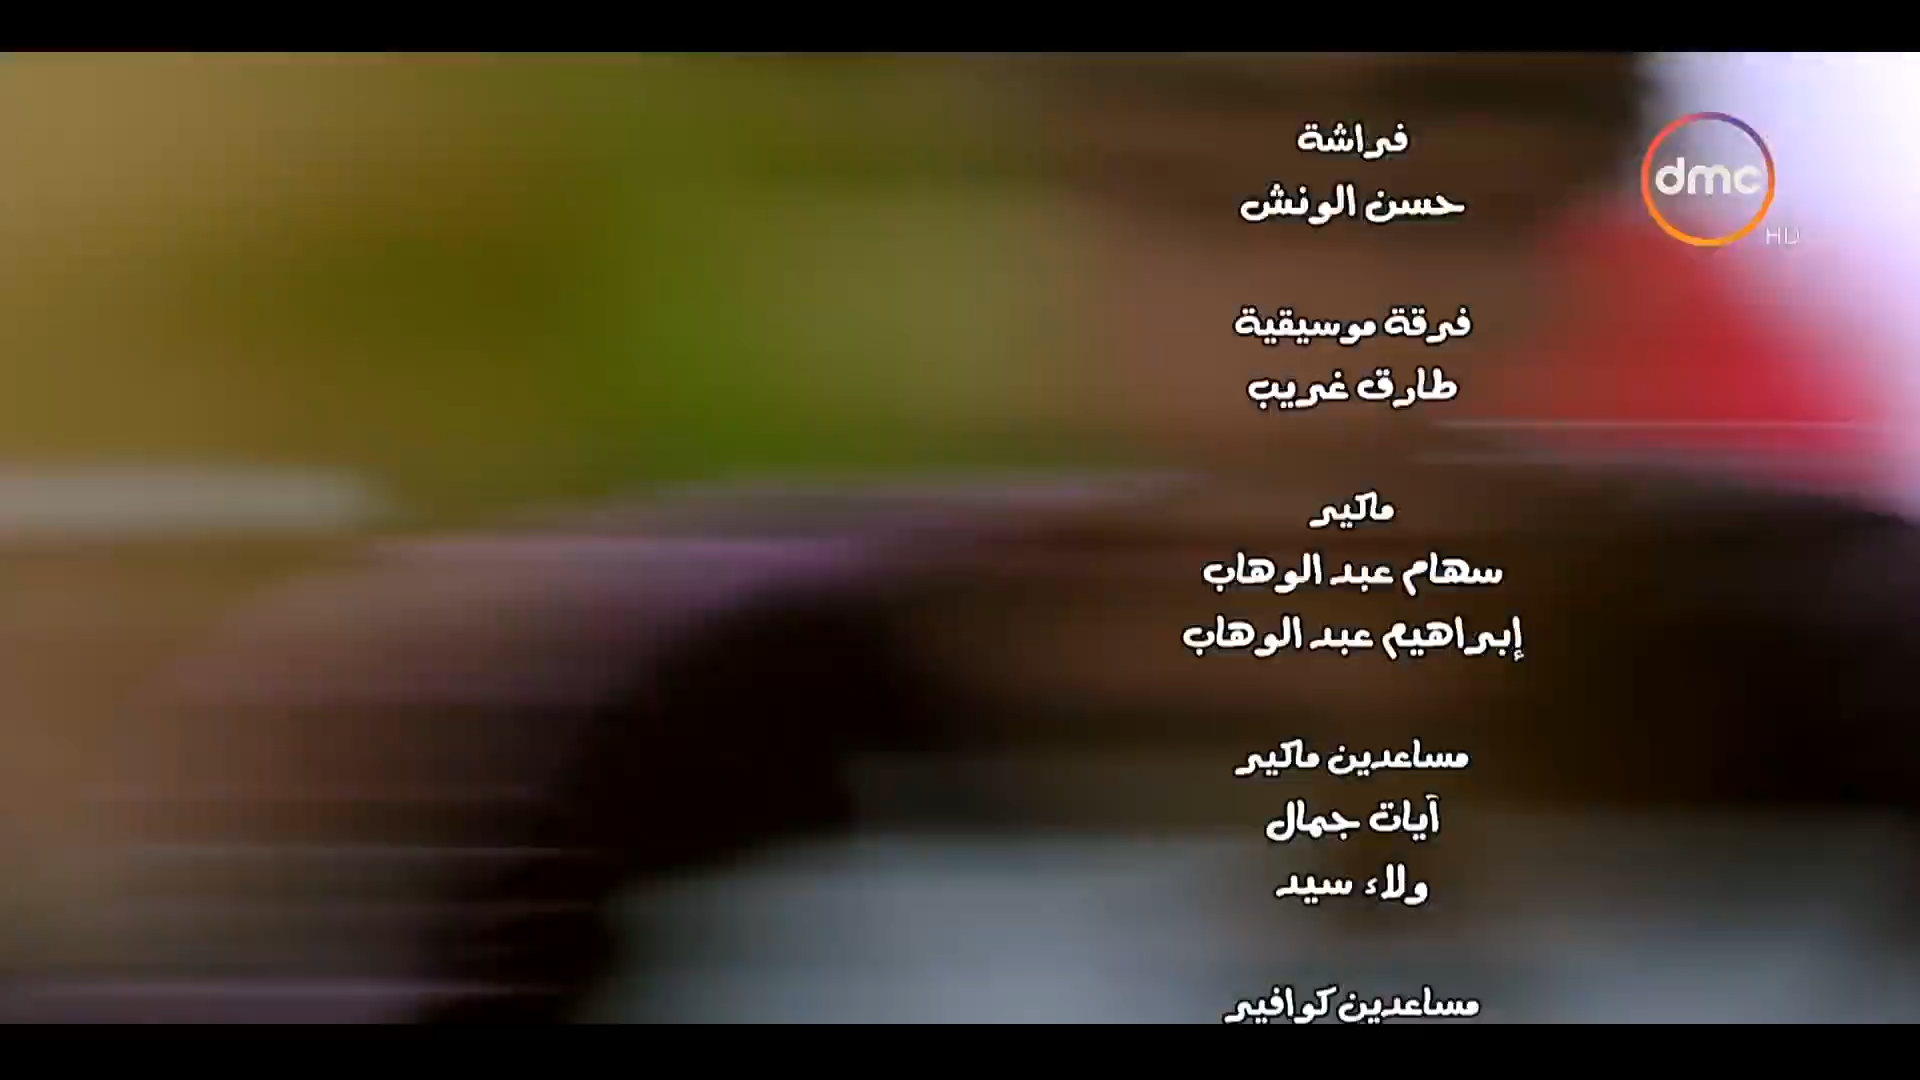 فراشة
حسن الونش
dmc
HD
فرقة موسيقية
طارق غريب
ماكير
سهام عبد الوهاب
إبراهيم عبد الوهاب
مساعدين ماكير
آيات جمال
ولاء سيد
مساعدين كوافير